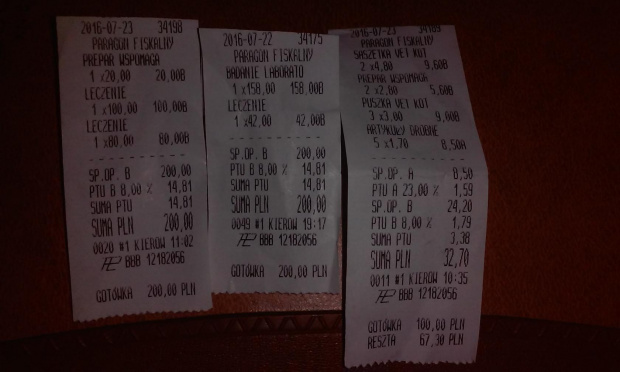 2016-07-23 34198
PARAGON FISKALNY
PREPAR WSPOMAGA
1 x20,00 20,00B
LECZENIE
1 x100,00 100,00B
LECZENIE
1 x80,00 80,00B
SP.OP. B 200,00
PTU B 8,00 % 14,81
SUMA PTU 14,81
SUMA PLN 200,00
0020 #1 KIEROW 11:02
BBB 12182056
GOTÓWKA 200,00 PLN
2016-07-22 34175
PARAGON FISKALNY
BADANIE LABORATO
1 x158,00 158,00B
LECZENIE
1 x42,00 42,00B
SP.OP. B 200,00
PTU B 8,00 % 14,81
SUMA PTU 14,81
SUMA PLN 200,00
0049 #1 KIEROW 19:17
BBB 12182056
GOTÓWKA 200,00 PLN
2016-07-23
PARAGON FISKALNY
SASZETKA VET KOT
2 x4,80 9,60B
PREPAR WSPOMAGA
2 x2,80 5,60B
PUSZKA VET KOT
3 x3,00 9,00B
ARTYKUŁY DROBNE
5 x1,70 8,50A
SP.OP. A 8,50
PTU A 23,00 % 1,59
SP.OP. B 24,20
PTU B 8,00 % 1,79
SUMA PTU 3,38
SUMA PLN 32,70
0011 #1 KIEROW 10:35
BBB 12182056
GOTÓWKA 100,00 PLN
RESZTA 67,30 PLN